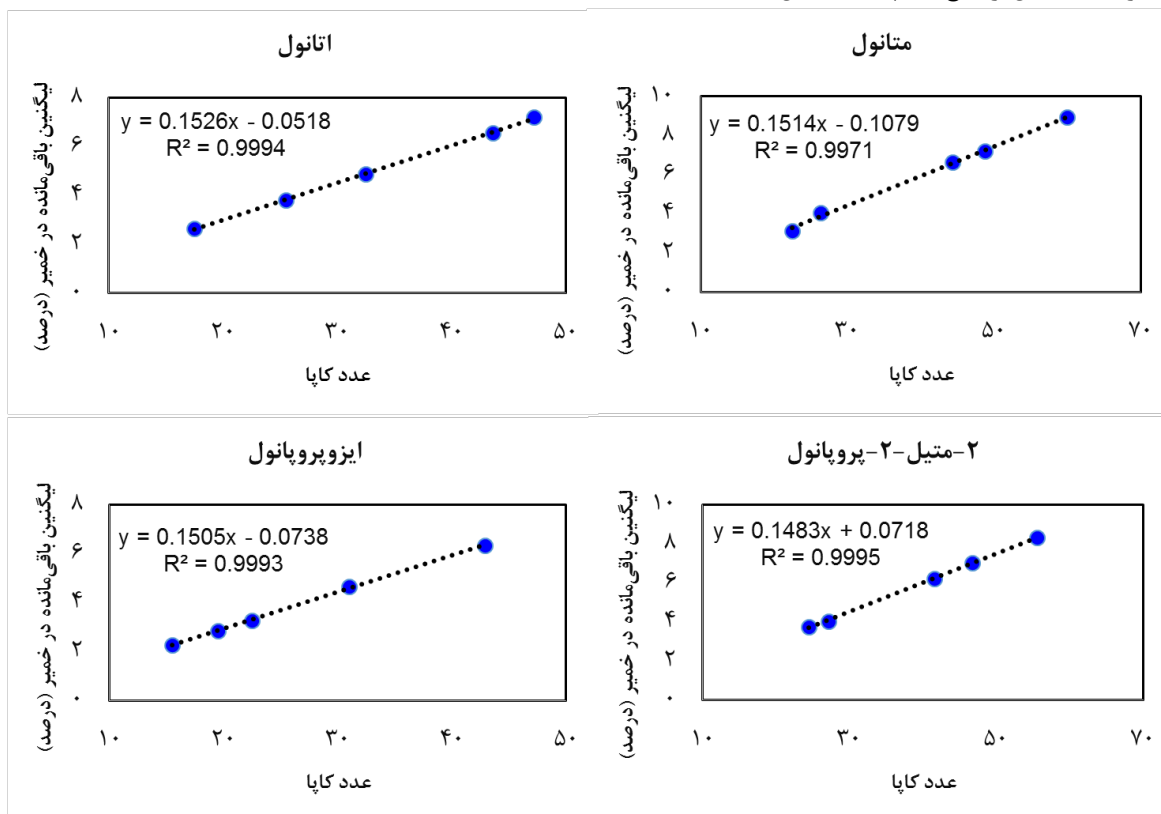 اتانول
لیگنین باقی‌مانده در خمیر (درصد)
۸
۶
۴
۲
۰
y = 0.1526x - 0.0518
R² = 0.9994
۱۰ ۲۰ ۳۰ ۴۰ ۵۰
عدد کاپا
متانول
لیگنین باقی‌مانده در خمیر (درصد)
۱۰
۸
۶
۴
۲
۰
y = 0.1514x - 0.1079
R² = 0.9971
۱۰ ۳۰ ۵۰ ۷۰
عدد کاپا
ایزوپروپانول
لیگنین باقی‌مانده در خمیر (درصد)
۸
۶
۴
۲
۰
y = 0.1505x - 0.0738
R² = 0.9993
۱۰ ۲۰ ۳۰ ۴۰ ۵۰
عدد کاپا
۲-متیل-۲-پروپانول
لیگنین باقی‌مانده در خمیر (درصد)
۱۰
۸
۶
۴
۲
۰
y = 0.1483x + 0.0718
R² = 0.9995
۱۰ ۳۰ ۵۰ ۷۰
عدد کاپا